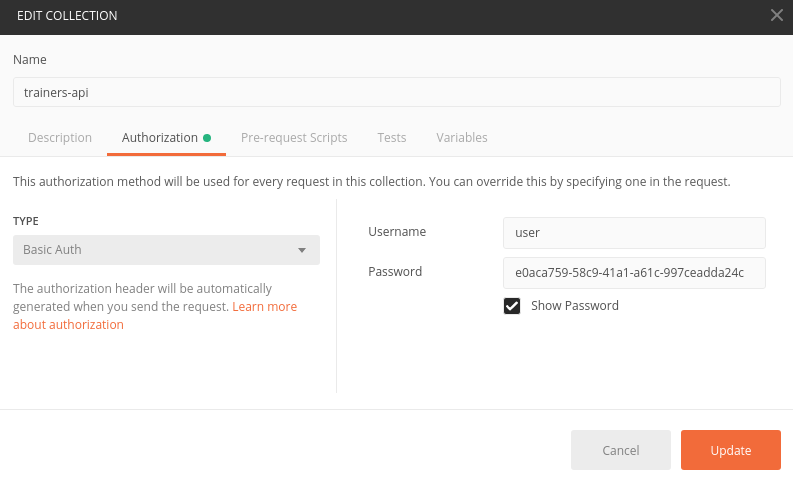 EDIT COLLECTION
Name
trainers-api
Description Authorization Pre-request Scripts Tests Variables
This authorization method will be used for every request in this collection. You can override this by specifying one in the request.
TYPE
Basic Auth
The authorization header will be automatically
generated when you send the request. Learn more
about authorization
Username user
Password e0aca759-58c9-41a1-a61c-997ceadda24c
Show Password
Cancel Update